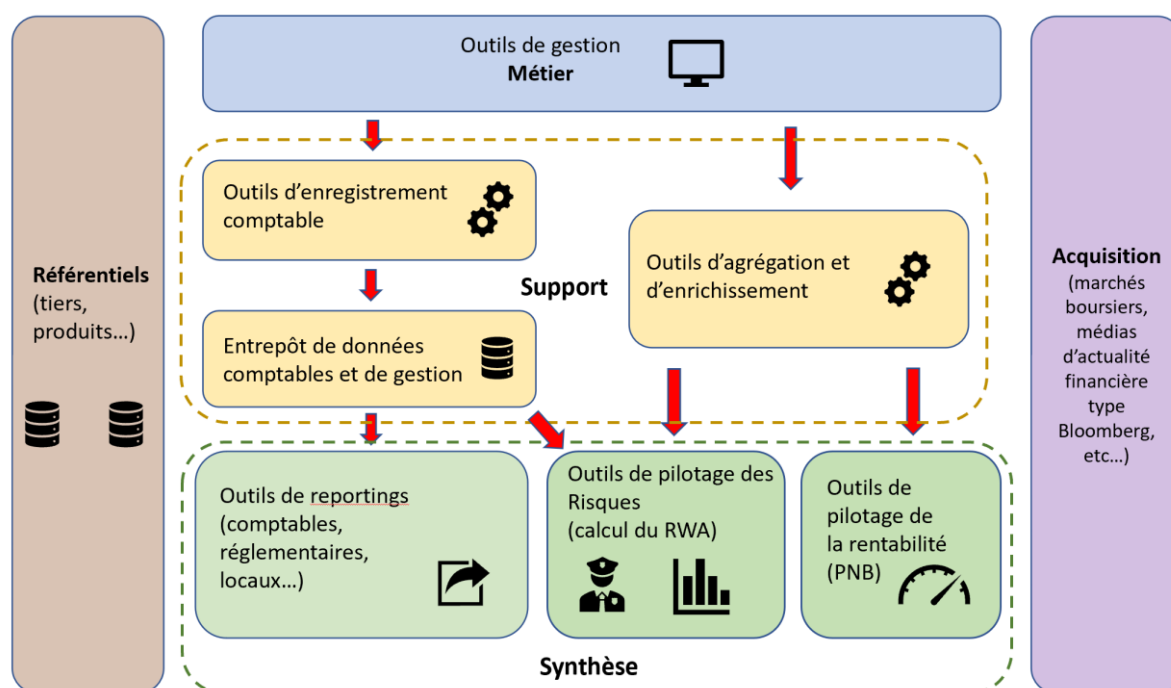 Outils de gestion
Métier
Référentiels
(tiers,
produits…)
Outils d’enregistrement
comptable
Support
Outils d’agrégation et
d’enrichissement
Entrepôt de données
comptables et de gestion
Acquisition
(marchés
boursiers,
médias
d’actualité
financière
type
Bloomberg,
etc…)
Outils de reportings
(comptables,
réglementaires,
locaux…)
Outils de pilotage des
Risques
(calcul du RWA)
Outils de
pilotage de
la rentabilité
(PNB)
Synthèse